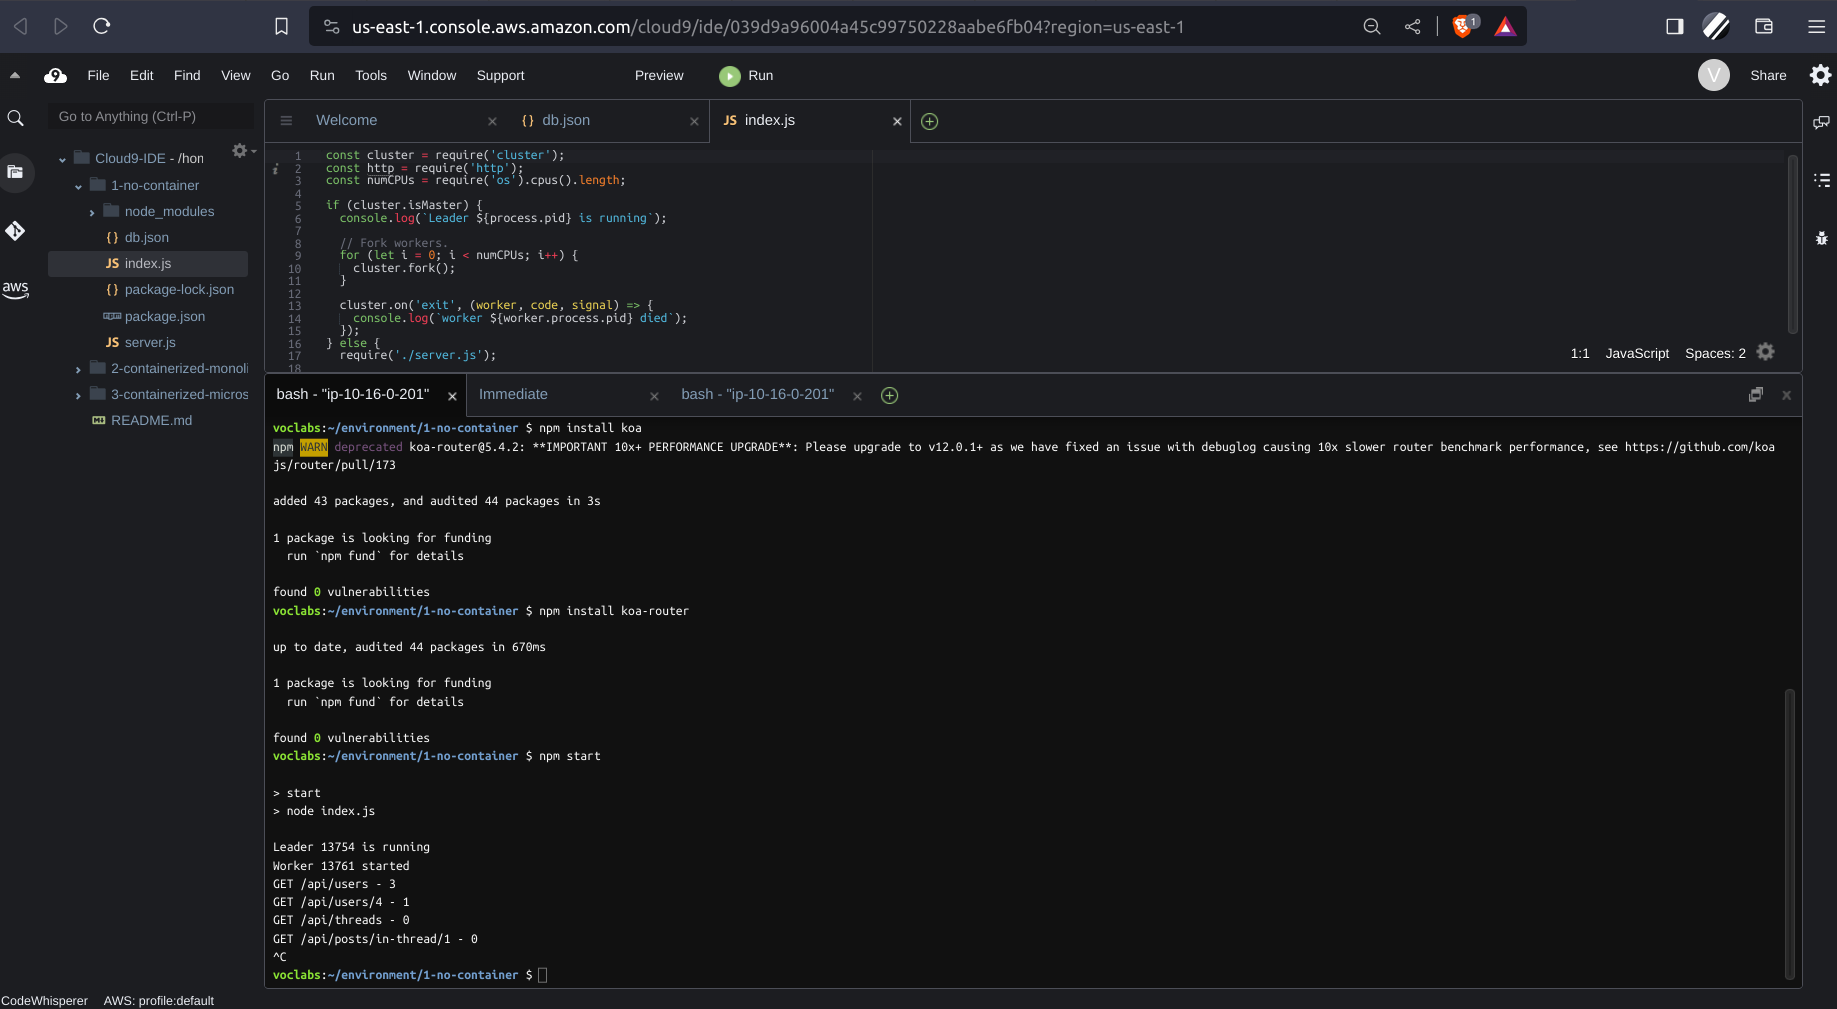 us-east-1.console.aws.amazon.com/cloud9/ide/039d9a96004a45c99750228aabe6fb04?region=us-east-1
1
9 File Edit Find View Go Run Tools Window Support Preview Run V Share
Go to Anything (Ctrl-P)
Welcome { } db.json JS index.js
Cloud9-IDE - /hon
1-no-container
node_modules
{ } db.json
JS index.js
{ } package-lock.json
package.json
JS server.js
2-containerized-monoli
3-containerized-micros
README.md
aws
1 const cluster = require('cluster');
2 const http = require('http');
3 const numCPUs = require('os').cpus().length;
4
5 if (cluster.isMaster) {
6 console.log(`Leader ${process.pid} is running`);
7
8 // Fork workers.
9 for (let i = 0; i < numCPUs; i++) {
10 cluster.fork();
11 }
12
13 cluster.on('exit', (worker, code, signal) => {
14 console.log(`worker ${worker.process.pid} died`);
15 });
16 } else {
17 require('./server.js');
18
1:1 JavaScript Spaces: 2
bash - "ip-10-16-0-201" Immediate bash - "ip-10-16-0-201"
voclabs:~/environment/1-no-container $ npm install koa
npm WARN deprecated koa-router@5.4.2: **IMPORTANT 10x+ PERFORMANCE UPGRADE**: Please upgrade to v12.0.1+ as we have fixed an issue with debuglog causing 10x slower router benchmark performance, see https://github.com/koa
js/router/pull/173
added 43 packages, and audited 44 packages in 3s
1 package is looking for funding
run `npm fund` for details
found 0 vulnerabilities
voclabs:~/environment/1-no-container $ npm install koa-router
up to date, audited 44 packages in 670ms
1 package is looking for funding
run `npm fund` for details
found 0 vulnerabilities
voclabs:~/environment/1-no-container $ npm start
> start
> node index.js
Leader 13754 is running
Worker 13761 started
GET /api/users - 3
GET /api/users/4 - 1
GET /api/threads - 0
GET /api/posts/in-thread/1 - 0
^C
voclabs:~/environment/1-no-container $
CodeWhisperer AWS: profile:default